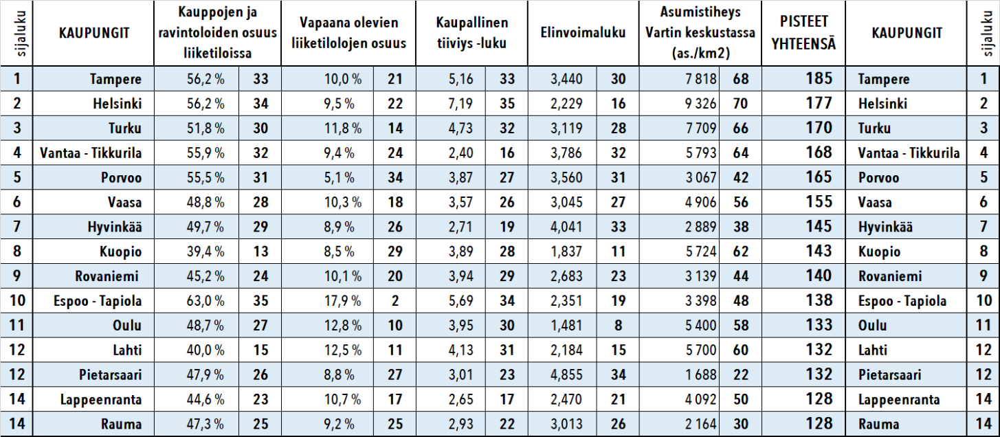 sijaluku KAUPUNGIT Kauppojen ja ravintoloiden osuus liiketiloissa Vapaana olevien liiketilolojen osuus Kaupallinen tiiviys -luku Elinvoimaluku Asumistiheys Vartin keskustassa (as./km2) PISTEET YHTEENSÄ KAUPUNGIT sijaluku
1 Tampere 56,2 % 33 10,0 % 21 5,16 33 3,440 30 7 818 68 185 Tampere 1
2 Helsinki 56,2 % 34 9,5 % 22 7,19 35 2,229 16 9 326 70 177 Helsinki 2
3 Turku 51,8 % 30 11,8 % 14 4,73 32 3,119 28 7 709 66 170 Turku 3
4 Vantaa - Tikkurila 55,9 % 32 9,4 % 24 2,40 16 3,786 32 5 793 64 168 Vantaa - Tikkurila 4
5 Porvoo 55,5 % 31 5,1 % 34 3,87 27 3,560 31 3 067 42 165 Porvoo 5
6 Vaasa 48,8 % 28 10,3 % 18 3,57 26 3,045 27 4 906 56 155 Vaasa 6
7 Hyvinkää 49,7 % 29 8,9 % 26 2,71 19 4,041 33 2 889 38 145 Hyvinkää 7
8 Kuopio 39,4 % 13 8,5 % 29 3,89 28 1,837 11 5 724 62 143 Kuopio 8
9 Rovaniemi 45,2 % 24 10,1 % 20 3,94 29 2,683 23 3 139 44 140 Rovaniemi 9
10 Espoo - Tapiola 63,0 % 35 17,9 % 2 5,69 34 2,351 19 3 398 48 138 Espoo - Tapiola 10
11 Oulu 48,7 % 27 12,8 % 10 3,95 30 1,481 8 5 400 58 133 Oulu 11
12 Lahti 40,0 % 15 12,5 % 11 4,13 31 2,184 15 5 700 60 132 Lahti 12
12 Pietarsaari 47,9 % 26 8,8 % 27 3,01 23 4,855 34 1 688 22 132 Pietarsaari 12
14 Lappeenranta 44,6 % 23 10,7 % 17 2,65 17 2,470 21 4 092 50 128 Lappeenranta 14
14 Rauma 47,3 % 25 9,2 % 25 2,93 22 3,013 26 2 164 30 128 Rauma 14